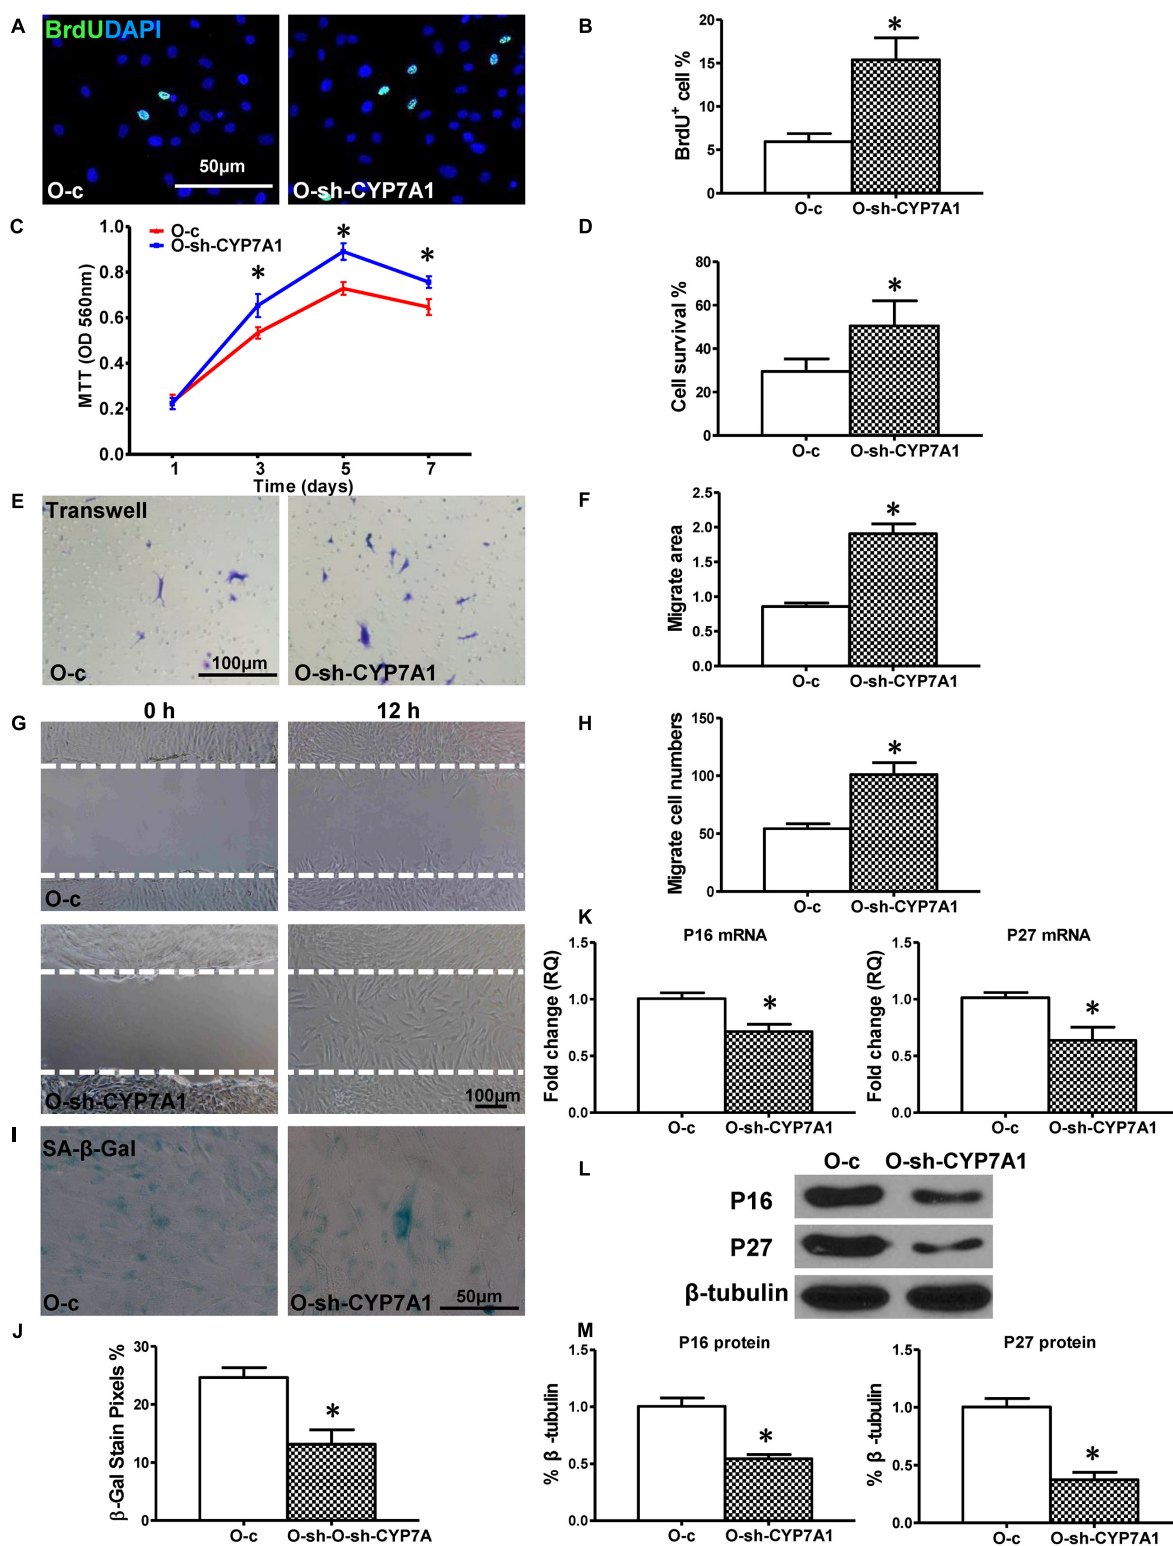 A
BrdUDAPI
O-c
50μm
O-sh-CYP7A1
B
BrdU+ cell %
20
15
10
5
0
*
O-c
O-sh-CYP7A1
C
O-c
O-sh-CYP7A1
MTT (OD 560nm)
1.0
0.8
0.6
0.4
0.2
0.0
*
*
*
1
3
5
7
Time (days)
D
Cell survival %
80
60
40
20
0
*
O-c
O-sh-CYP7A1
E
Transwell
O-c
100μm
O-sh-CYP7A1
F
Migrate area
2.5
2.0
1.5
1.0
0.5
0.0
*
O-c
O-sh-CYP7A1
G
0 h
12 h
O-c
O-sh-CYP7A1
100μm
H
Migrate cell numbers
150
100
50
0
*
O-c
O-sh-CYP7A1
I
SA-β-Gal
O-c
O-sh-CYP7A1
50μm
J
β-Gal Stain Pixels %
30
20
10
0
*
O-c
O-sh-O-sh-CYP7A
K
P16 mRNA
Fold change (RQ)
1.5
1.0
0.5
0.0
*
O-c
O-sh-CYP7A1
P27 mRNA
Fold change (RQ)
1.5
1.0
0.5
0.0
*
O-c
O-sh-CYP7A1
L
O-c
O-sh-CYP7A1
P16
P27
β-tubulin
M
P16 protein
% β -tubulin
1.5
1.0
0.5
0.0
*
O-c
O-sh-CYP7A1
P27 protein
% β -tubulin
1.5
1.0
0.5
0.0
*
O-c
O-sh-CYP7A1